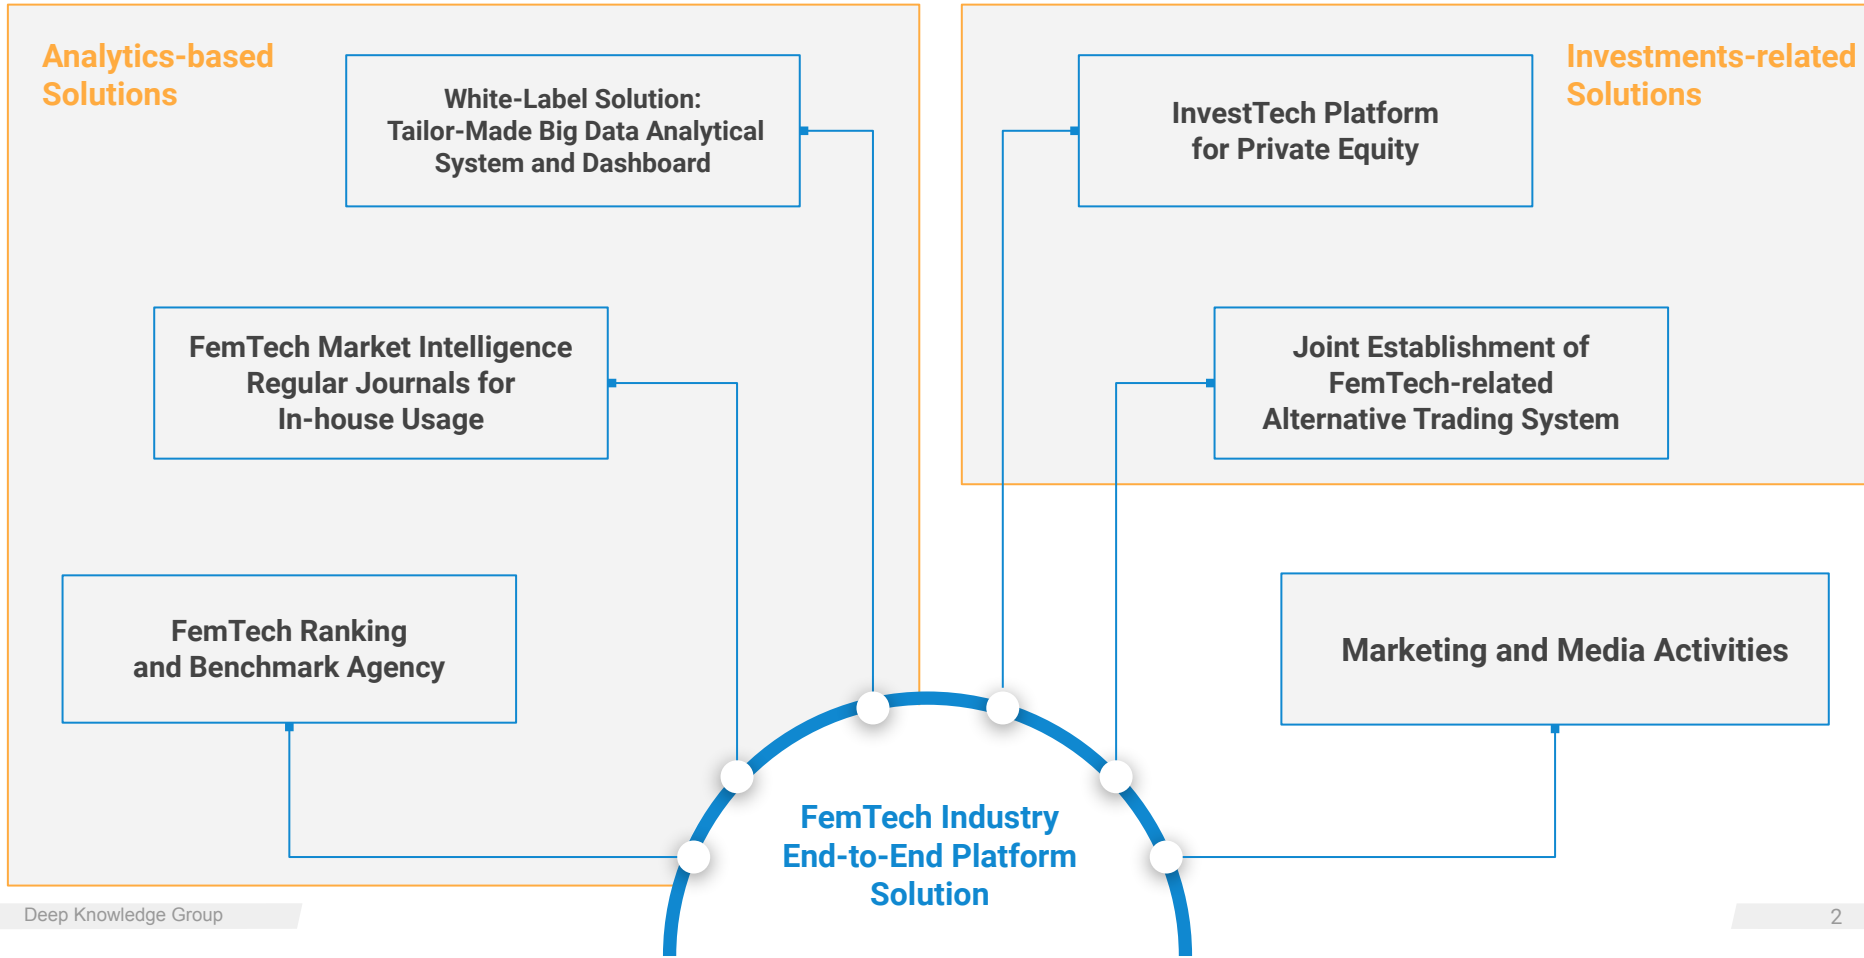 Analytics-based
Solutions
White-Label Solution:
Tailor-Made Big Data Analytical
System and Dashboard
FemTech Market Intelligence
Regular Journals for
In-house Usage
FemTech Ranking
and Benchmark Agency
Investments-related
Solutions
InvestTech Platform
for Private Equity
Joint Establishment of
FemTech-related
Alternative Trading System
Marketing and Media Activities
FemTech Industry
End-to-End Platform
Solution
Deep Knowledge Group
2